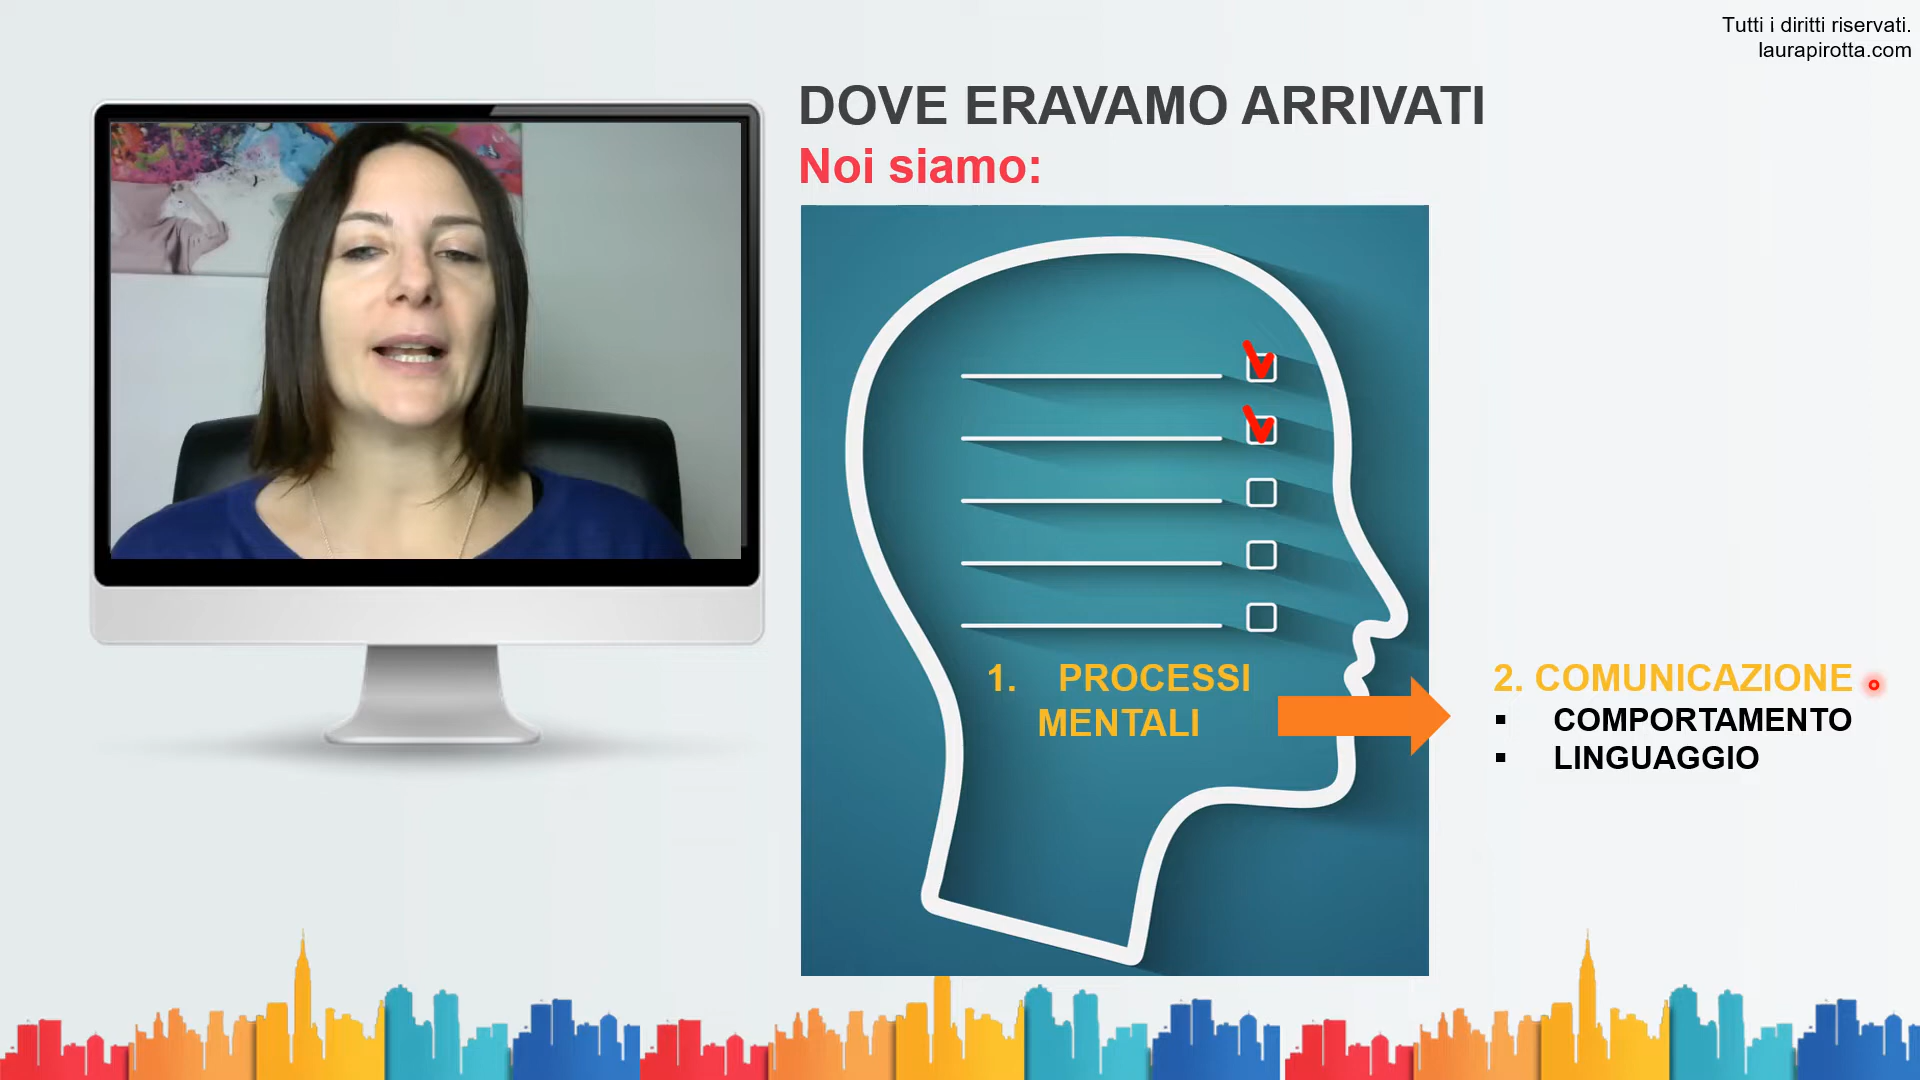 Tutti i diritti riservati.
laurapirotta.com
DOVE ERAVAMO ARRIVATI
Noi siamo:
1. PROCESSI
MENTALI
2. COMUNICAZIONE
▪ COMPORTAMENTO
▪ LINGUAGGIO